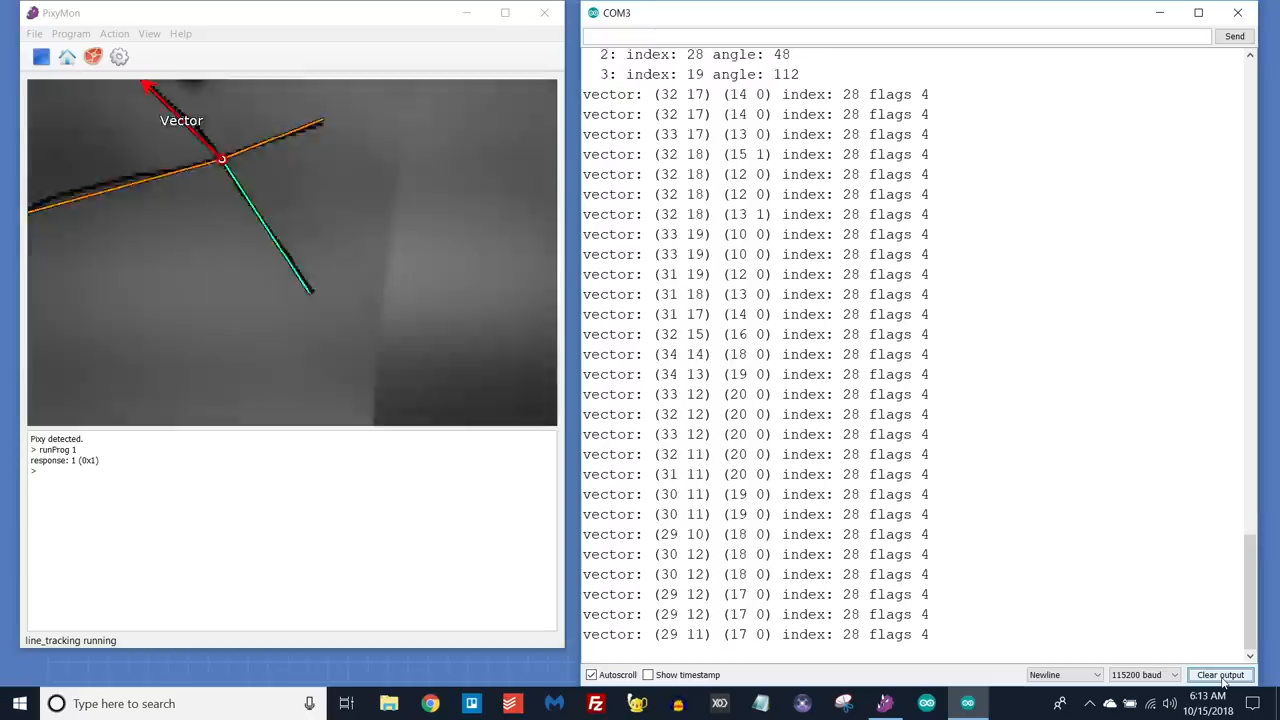 PixyMon
File Program Action View Help
Vector
Pixy detected.
> runProg 1
response: 1 (0x1)
>
line_tracking running
COM3
Send
2: index: 28 angle: 48
3: index: 19 angle: 112
vector: (32 17) (14 0) index: 28 flags 4
vector: (32 17) (14 0) index: 28 flags 4
vector: (33 17) (13 0) index: 28 flags 4
vector: (32 18) (15 1) index: 28 flags 4
vector: (32 18) (12 0) index: 28 flags 4
vector: (32 18) (12 0) index: 28 flags 4
vector: (32 18) (13 1) index: 28 flags 4
vector: (33 19) (10 0) index: 28 flags 4
vector: (33 19) (10 0) index: 28 flags 4
vector: (31 19) (12 0) index: 28 flags 4
vector: (31 18) (13 0) index: 28 flags 4
vector: (31 17) (14 0) index: 28 flags 4
vector: (32 15) (16 0) index: 28 flags 4
vector: (34 14) (18 0) index: 28 flags 4
vector: (34 13) (19 0) index: 28 flags 4
vector: (33 12) (20 0) index: 28 flags 4
vector: (32 12) (20 0) index: 28 flags 4
vector: (33 12) (20 0) index: 28 flags 4
vector: (32 11) (20 0) index: 28 flags 4
vector: (31 11) (20 0) index: 28 flags 4
vector: (30 11) (19 0) index: 28 flags 4
vector: (30 11) (19 0) index: 28 flags 4
vector: (29 10) (18 0) index: 28 flags 4
vector: (30 12) (18 0) index: 28 flags 4
vector: (30 12) (18 0) index: 28 flags 4
vector: (29 12) (17 0) index: 28 flags 4
vector: (29 12) (17 0) index: 28 flags 4
vector: (29 11) (17 0) index: 28 flags 4
Autoscroll Show timestamp Newline 115200 baud Clear output
Type here to search
6:13 AM
10/15/2018